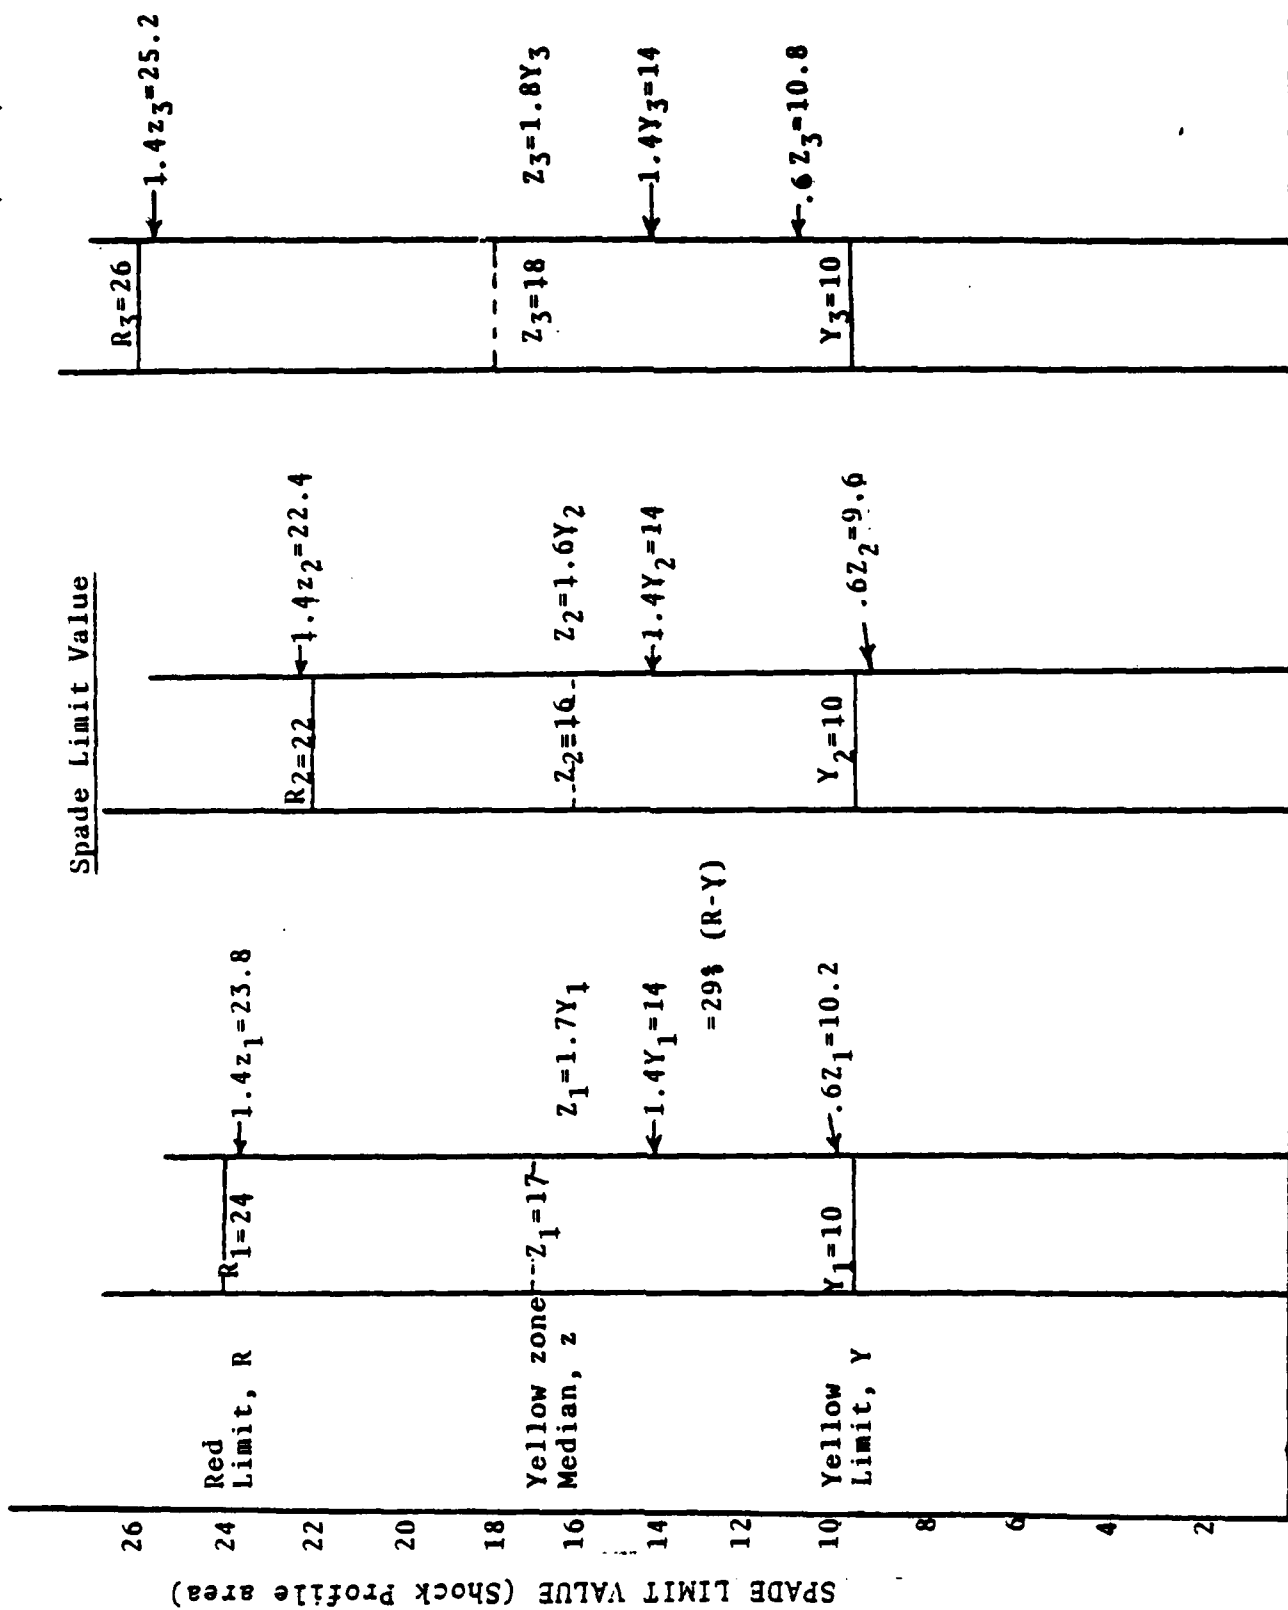 Spade Limit Value
SPADE LIMIT VALUE (Shock Profile area)
26
24
22
20
18
16
14
12
10
8
6
4
2
Red
Limit, R
Yellow zone
Median, z
Yellow
Limit, Y
R1=24
Z1=17
Y1=10
1.4z1=23.8
Z1=1.7Y1
1.4Y1=14
=29% (R-Y)
.6Z1=10.2
R2=22
Z2=16
Y2=10
1.4z2=22.4
Z2=1.6Y2
1.4Y2=14
.6Z2=9.6
R3=26
Z3=18
Y3=10
1.4z3=25.2
Z3=1.8Y3
1.4Y3=14
.6Z3=10.8